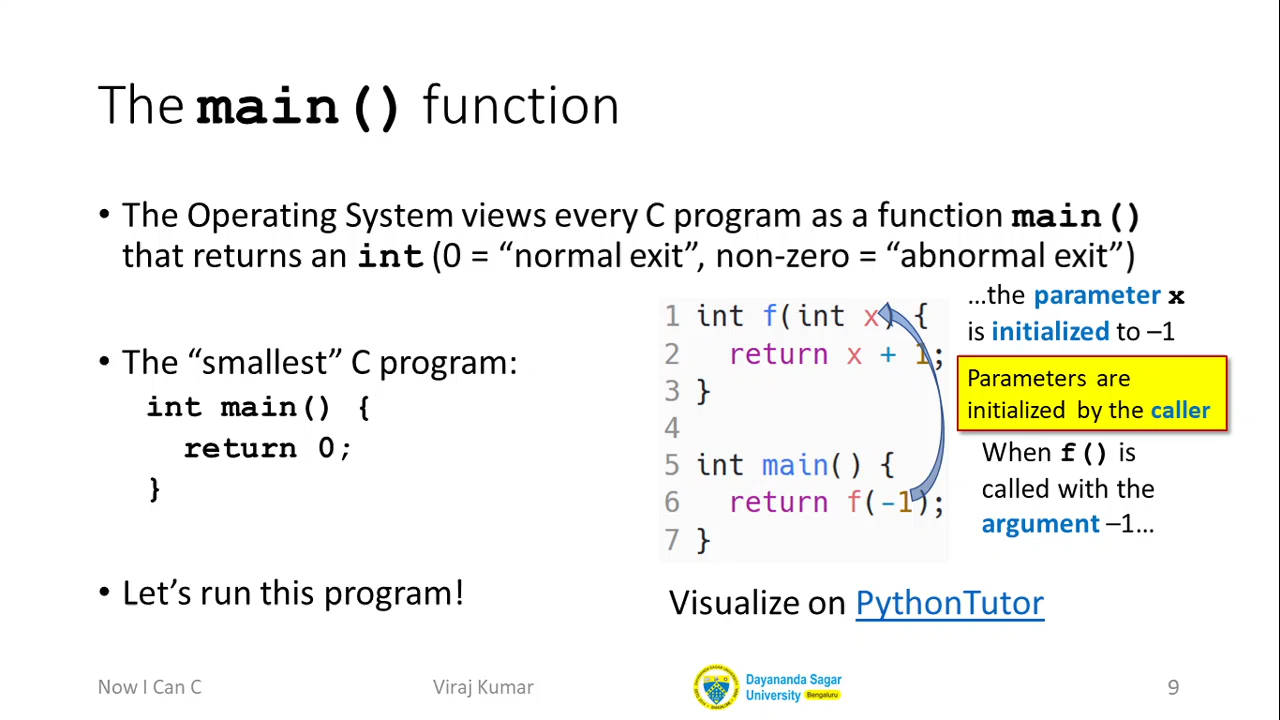 The main() function
• The Operating System views every C program as a function main()
that returns an int (0 = “normal exit”, non-zero = “abnormal exit”)
• The “smallest” C program:
int main() {
return 0;
}
• Let’s run this program!
1 int f(int x) {
2 return x + 1;
3 }
4
5 int main() {
6 return f(-1);
7 }
…the parameter x
is initialized to –1
Parameters are
initialized by the caller
When f() is
called with the
argument –1…
Visualize on PythonTutor
Now I Can C
Viraj Kumar
Dayananda Sagar
University Bengaluru
9